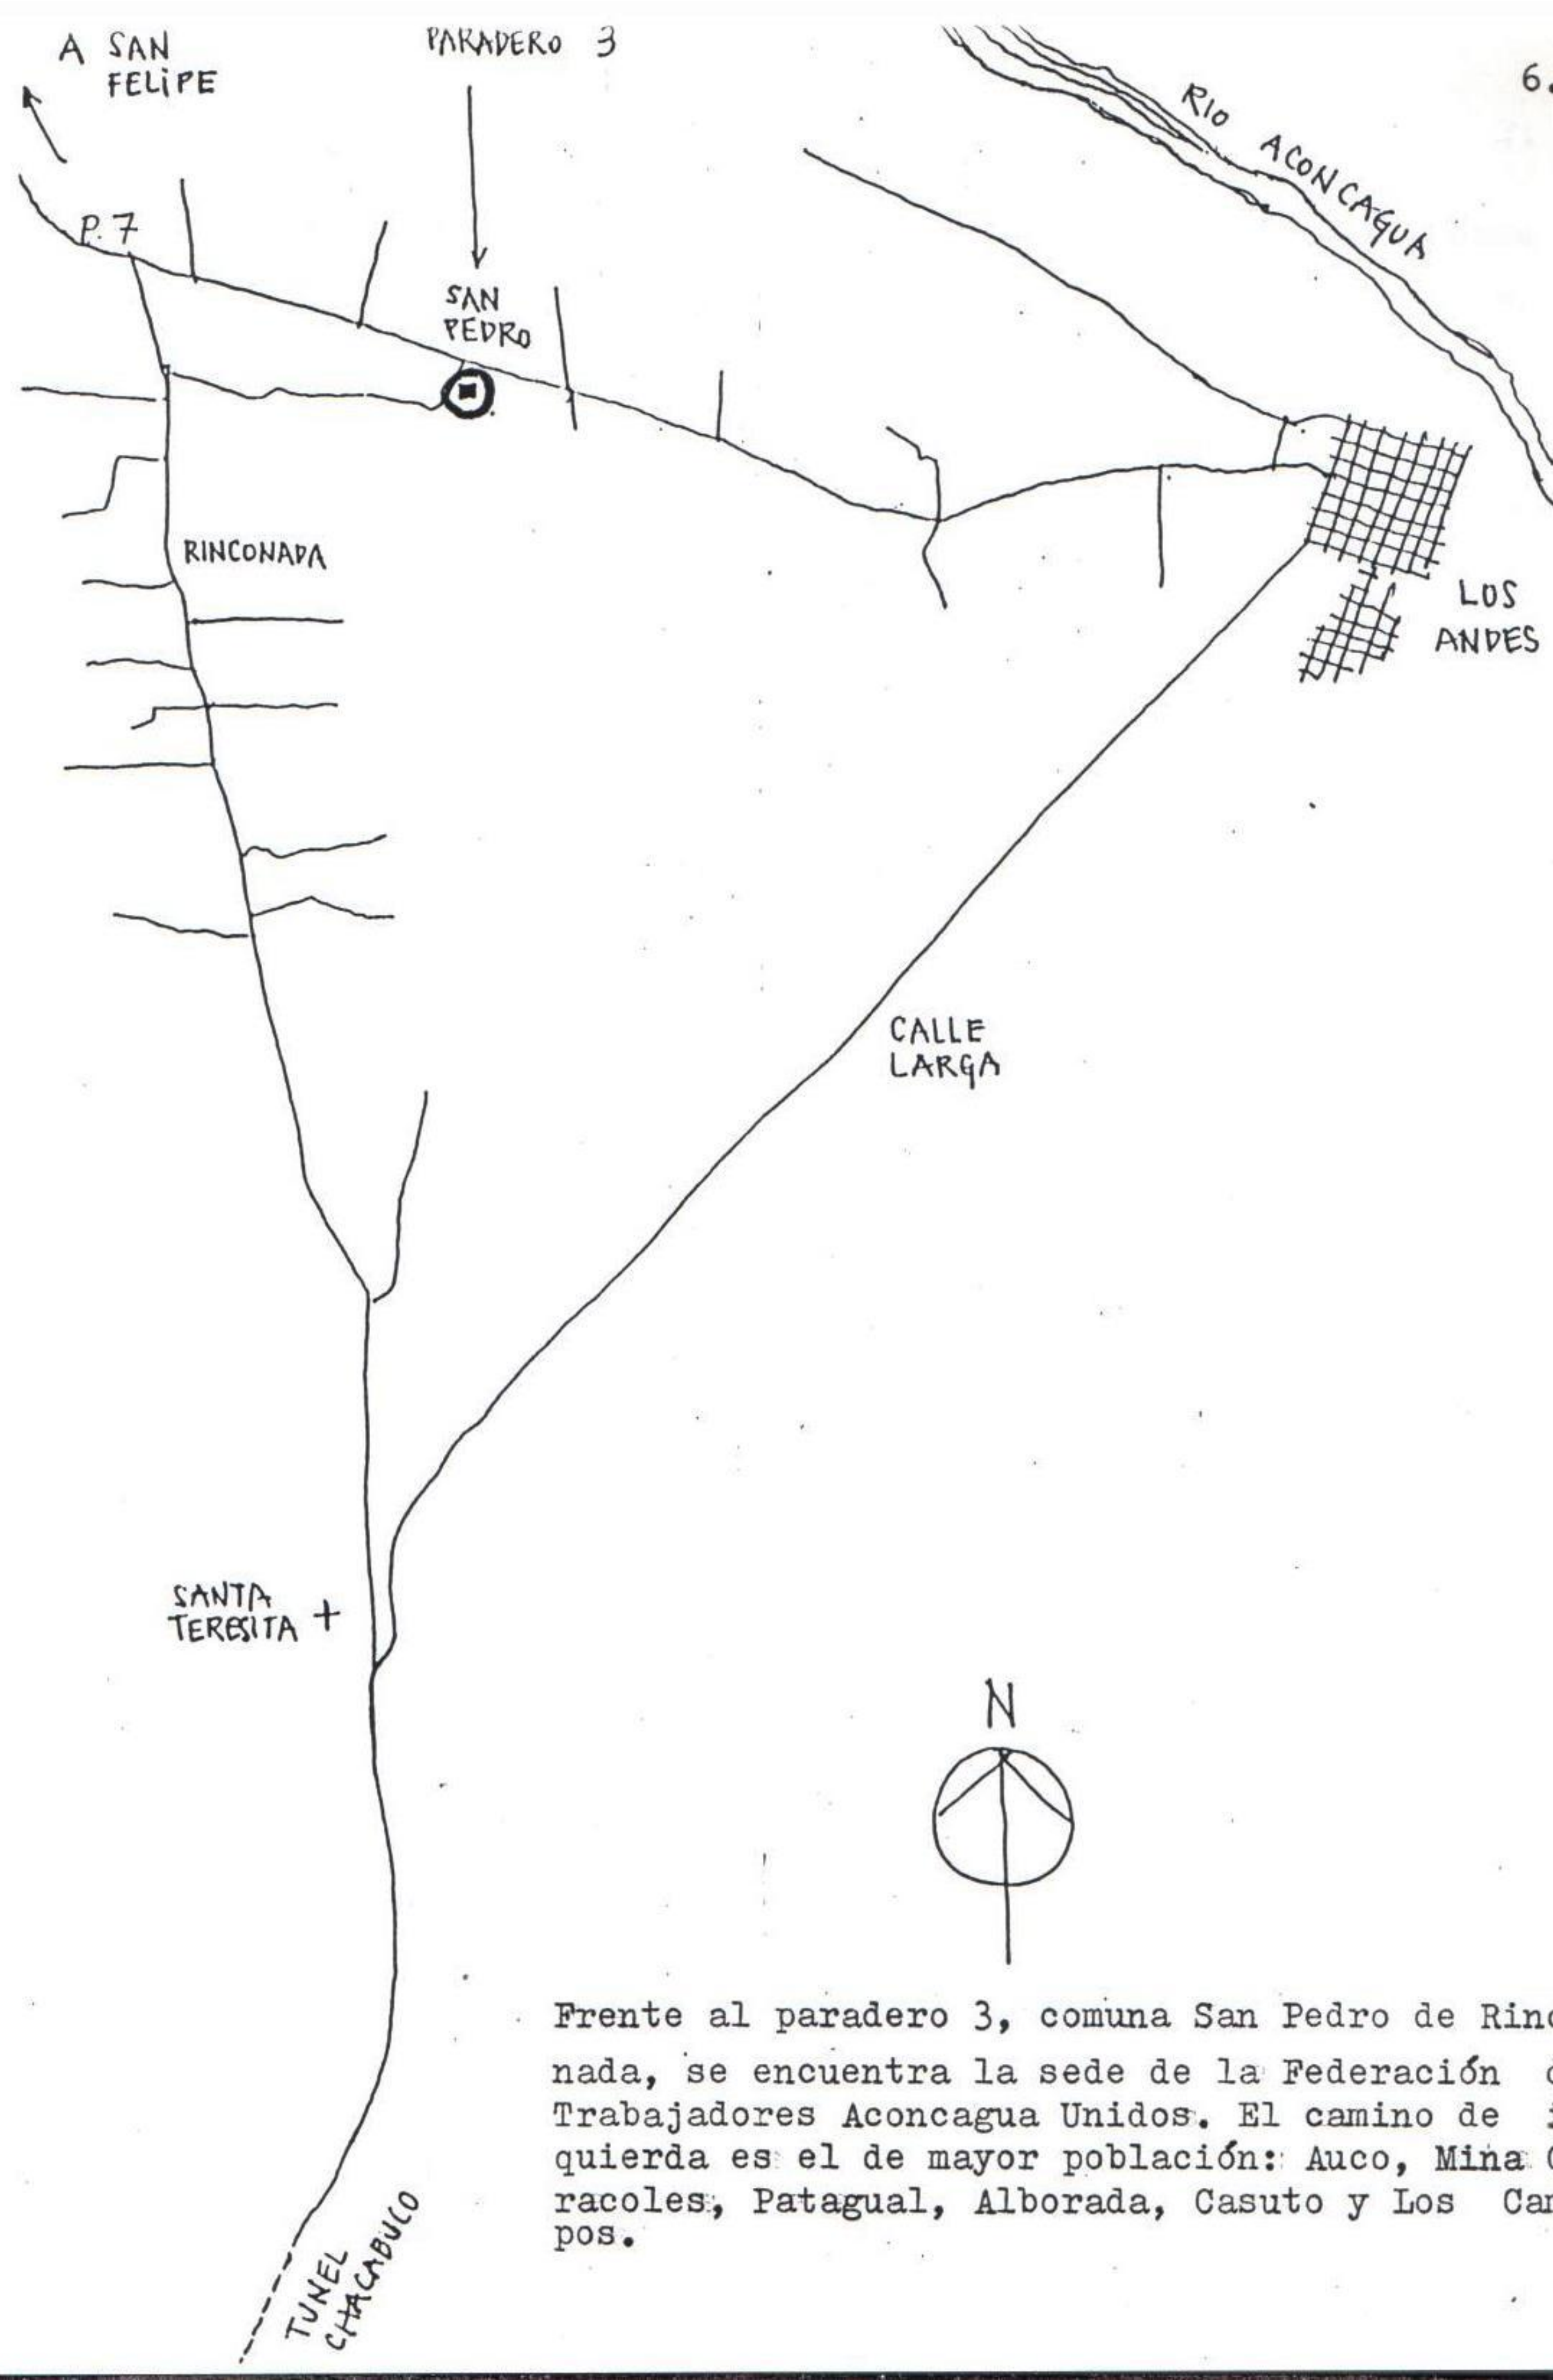 A SAN
FELIPE
PARADERO 3
6.
RIO ACONCAGUA
P.7
SAN
PEDRO
RINCONADA
LOS
ANDES
CALLE
LARGA
SANTA
TERESITA +
N
Frente al paradero 3, comuna San Pedro de Rinc
nada, se encuentra la sede de la Federación
Trabajadores Aconcagua Unidos. El camino de
quierda es el de mayor población: Auco, Mina
racoles, Patagual, Alborada, Casuto y Los Cam
pos.
TUNEL
CHACABUCO